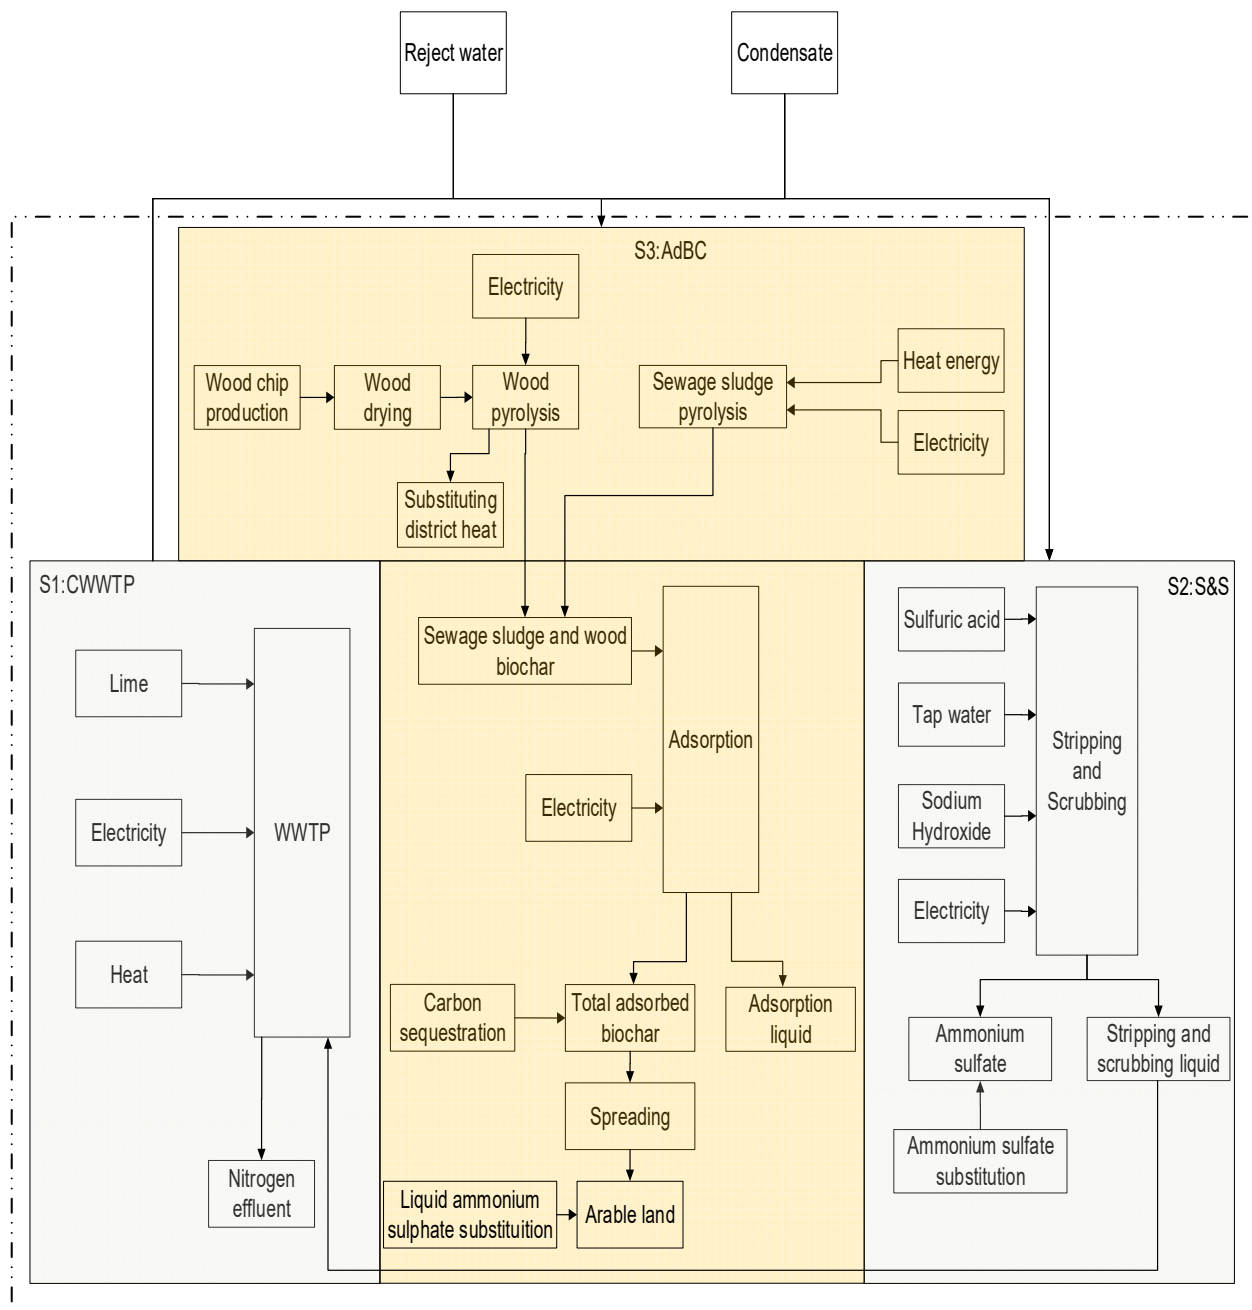 Reject water
Condensate
S3:AdBC
Electricity
Heat energy
Wood chip
production
Wood
drying
Wood
pyrolysis
Sewage sludge
pyrolysis
Electricity
Substituting
district heat
S1:CWWTP
S2:S&S
Sulfuric acid
Sewage sludge and wood
biochar
Lime
Tap water
Adsorption
Stripping
and
Scrubbing
Electricity
WWTP
Electricity
Sodium
Hydroxide
Electricity
Heat
Carbon
sequestration
Total adsorbed
biochar
Adsorption
liquid
Ammonium
sulfate
Stripping and
scrubbing liquid
Spreading
Ammonium sulfate
substitution
Nitrogen
effluent
Liquid ammonium
sulphate substituition
Arable land